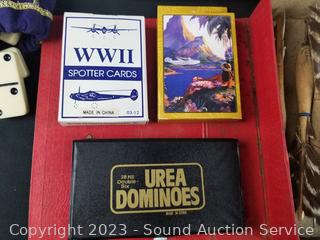 WWII
SPOTTER CARDS
MADE IN CHINA
03-12
28 PCS
Double-
Six
UREA
DOMINOES
MADE IN CHINA
Copyright 2023 - Sound Auction Service